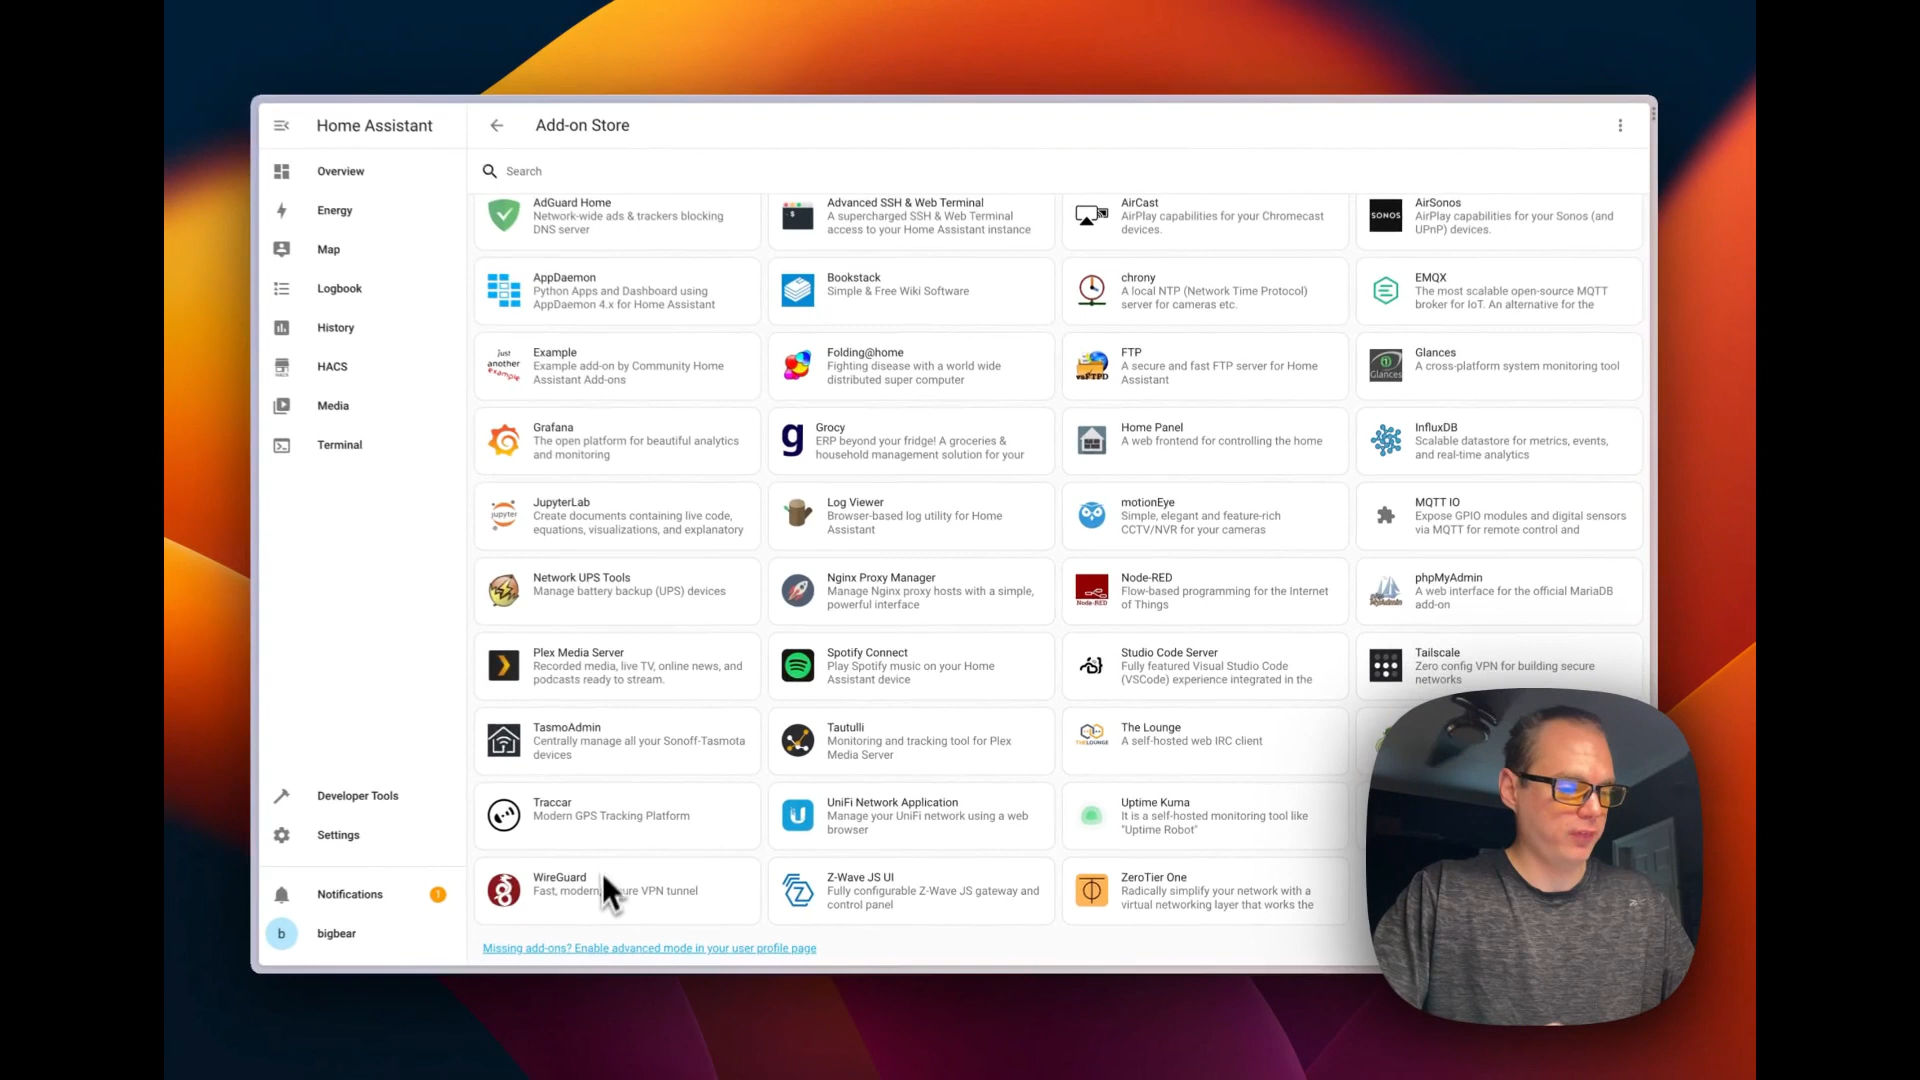 Home Assistant
Add-on Store
Search
Overview
Energy
Map
Logbook
History
HACS
Media
Terminal
Developer Tools
Settings
Notifications 1
b bigbear
AdGuard Home
Network-wide ads & trackers blocking
DNS server
Advanced SSH & Web Terminal
A supercharged SSH & Web Terminal
access to your Home Assistant instance
AirCast
AirPlay capabilities for your Chromecast
devices.
SONOS
AirSonos
AirPlay capabilities for your Sonos (and
UPnP) devices.
AppDaemon
Python Apps and Dashboard using
AppDaemon 4.x for Home Assistant
Bookstack
Simple & Free Wiki Software
chrony
A local NTP (Network Time Protocol)
server for cameras etc.
EMQX
The most scalable open-source MQTT
broker for IoT. An alternative for the
just
another
example
Example
Example add-on by Community Home
Assistant Add-ons
Folding@home
Fighting disease with a world wide
distributed super computer
vsFTPD
FTP
A secure and fast FTP server for Home
Assistant
Glances
Glances
A cross-platform system monitoring tool
Grafana
The open platform for beautiful analytics
and monitoring
g
Grocy
ERP beyond your fridge! A groceries &
household management solution for your
Home Panel
A web frontend for controlling the home
InfluxDB
Scalable datastore for metrics, events,
and real-time analytics
jupyter
JupyterLab
Create documents containing live code,
equations, visualizations, and explanatory
Log Viewer
Browser-based log utility for Home
Assistant
motionEye
Simple, elegant and feature-rich
CCTV/NVR for your cameras
MQTT IO
Expose GPIO modules and digital sensors
via MQTT for remote control and
Network UPS Tools
Manage battery backup (UPS) devices
Nginx Proxy Manager
Manage Nginx proxy hosts with a simple,
powerful interface
Node-RED
Node-RED
Flow-based programming for the Internet
of Things
phpMyAdmin
phpMyAdmin
A web interface for the official MariaDB
add-on
Plex Media Server
Recorded media, live TV, online news, and
podcasts ready to stream.
Spotify Connect
Play Spotify music on your Home
Assistant device
Studio Code Server
Fully featured Visual Studio Code
(VSCode) experience integrated in the
Tailscale
Zero config VPN for building secure
networks
TasmoAdmin
Centrally manage all your Sonoff-Tasmota
devices
Tautulli
Monitoring and tracking tool for Plex
Media Server
THELOUNGE
The Lounge
A self-hosted web IRC client
Traccar
Modern GPS Tracking Platform
U
UniFi Network Application
Manage your UniFi network using a web
browser
Uptime Kuma
It is a self-hosted monitoring tool like
"Uptime Robot"
WireGuard
Fast, modern, ure VPN tunnel
Z-Wave JS UI
Fully configurable Z-Wave JS gateway and
control panel
ZeroTier One
Radically simplify your network with a
virtual networking layer that works the
Missing add-ons? Enable advanced mode in your user profile page